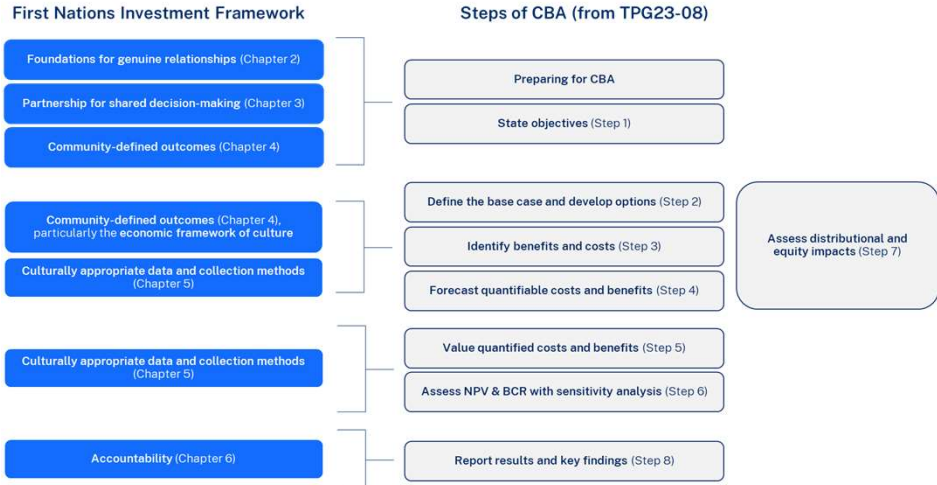 First Nations Investment Framework
Steps of CBA (from TPG23-08)
Foundations for genuine relationships (Chapter 2)
Partnership for shared decision-making (Chapter 3)
Community-defined outcomes (Chapter 4)
Preparing for CBA
State objectives (Step 1)
Community-defined outcomes (Chapter 4),
particularly the economic framework of culture
Culturally appropriate data and collection methods
(Chapter 5)
Define the base case and develop options (Step 2)
Identify benefits and costs (Step 3)
Forecast quantifiable costs and benefits (Step 4)
Assess distributional and
equity impacts (Step 7)
Culturally appropriate data and collection methods
(Chapter 5)
Value quantified costs and benefits (Step 5)
Assess NPV & BCR with sensitivity analysis (Step 6)
Accountability (Chapter 6)
Report results and key findings (Step 8)